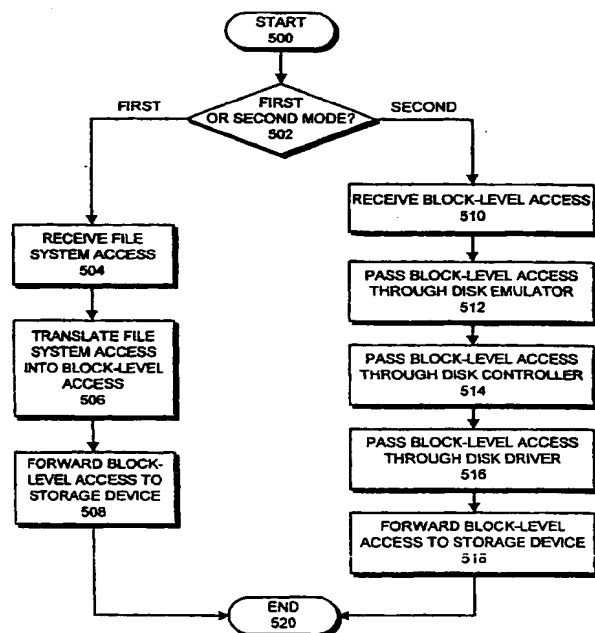 START
500
FIRST
OR SECOND MODE?
502
FIRST
SECOND
RECEIVE FILE
SYSTEM ACCESS
504
TRANSLATE FILE
SYSTEM ACCESS
INTO BLOCK-LEVEL
ACCESS
506
FORWARD BLOCK-
LEVEL ACCESS TO
STORAGE DEVICE
508
RECEIVE BLOCK-LEVEL ACCESS
510
PASS BLOCK-LEVEL ACCESS
THROUGH DISK EMULATOR
512
PASS BLOCK-LEVEL ACCESS
THROUGH DISK CONTROLLER
514
PASS BLOCK-LEVEL ACCESS
THROUGH DISK DRIVER
516
FORWARD BLOCK-LEVEL
ACCESS TO STORAGE DEVICE
518
END
520